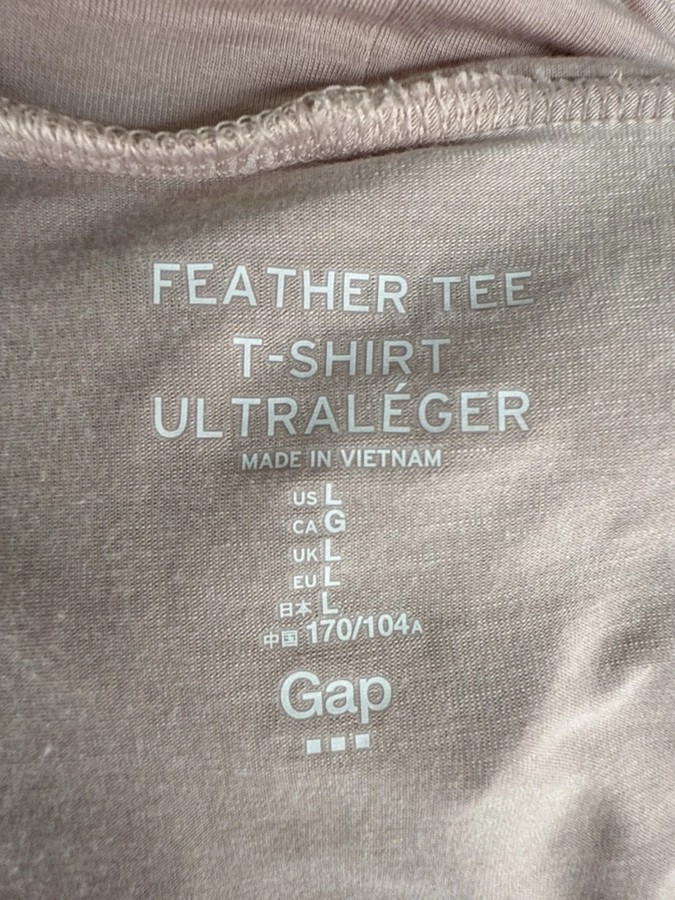 FEATHER TEE
T-SHIRT
ULTRALÉGER
MADE IN VIETNAM
US L
CA G
UK L
EU L
日本 L
中国 170/104A
Gap